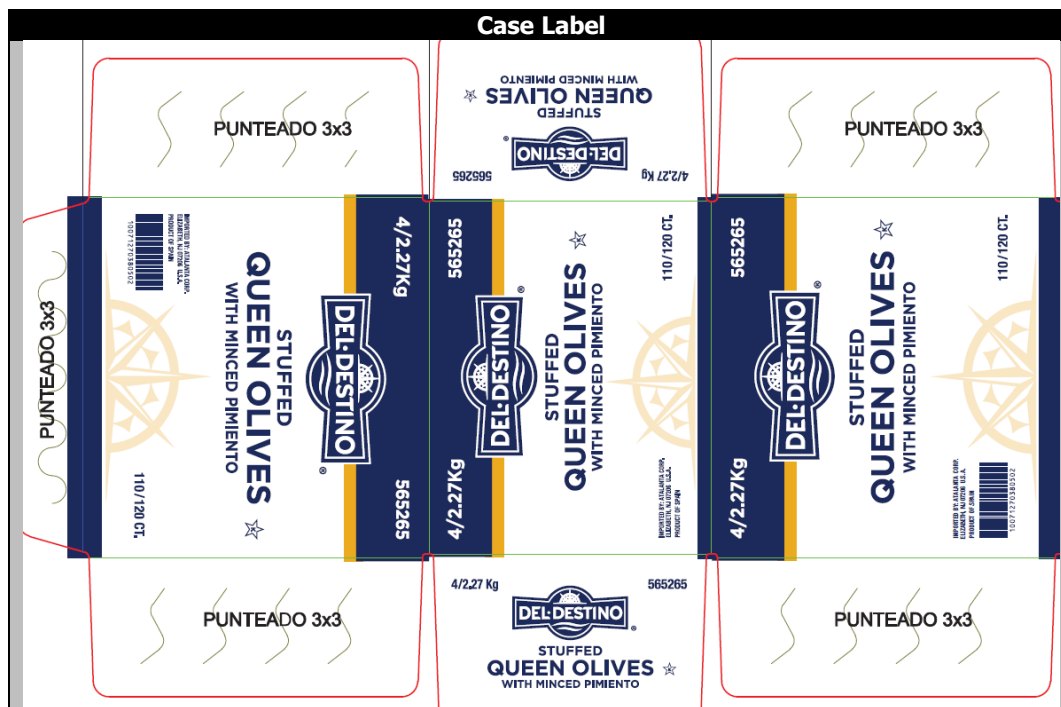 Case Label
PUNTEADO 3x3
STUFFED
QUEEN OLIVES
WITH MINCED PIMIENTO
DEL·DESTINO
®
4/2.27 Kg
565265
PUNTEADO 3x3
PUNTEADO 3x3
IMPORTED BY: ATALANTA CORP.
ELIZABETH, NJ 07206 U.S.A.
PRODUCT OF SPAIN
10071270380502
110/120 CT.
STUFFED
QUEEN OLIVES
WITH MINCED PIMIENTO
K
DEL·DESTINO
®
4/2.27Kg
565265
565265
4/2.27Kg
DEL·DESTINO
®
STUFFED
QUEEN OLIVES
WITH MINCED PIMIENTO
K
110/120 CT.
IMPORTED BY: ATALANTA CORP.
ELIZABETH, NJ 07206 U.S.A.
PRODUCT OF SPAIN
565265
4/2.27Kg
DEL·DESTINO
®
STUFFED
QUEEN OLIVES
WITH MINCED PIMIENTO
K
110/120 CT.
IMPORTED BY: ATALANTA CORP.
ELIZABETH, NJ 07206 U.S.A.
PRODUCT OF SPAIN
10071270380502
PUNTEADO 3x3
4/2.27 Kg
565265
DEL·DESTINO
®
STUFFED
QUEEN OLIVES
WITH MINCED PIMIENTO
PUNTEADO 3x3